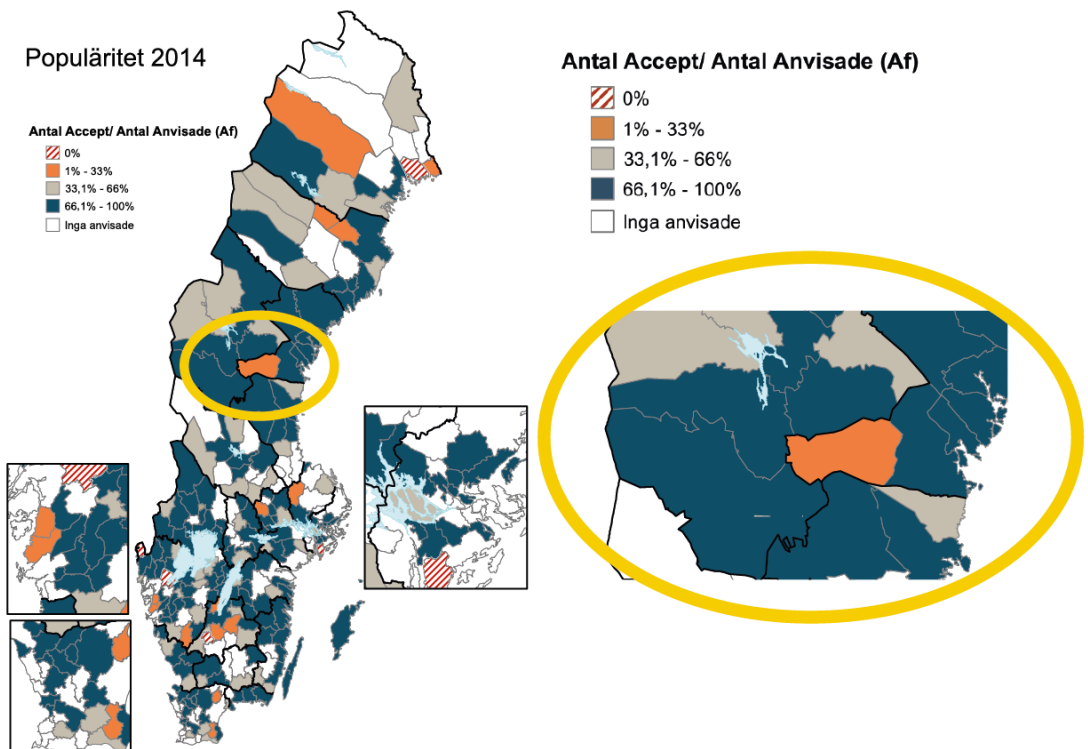 Populäritet 2014
Antal Accept/ Antal Anvisade (Af)
0%
1% - 33%
33,1% - 66%
66,1% - 100%
Inga anvisade
Antal Accept/ Antal Anvisade (Af)
0%
1% - 33%
33,1% - 66%
66,1% - 100%
Inga anvisade